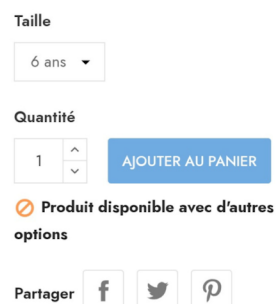 Taille
6 ans
Quantité
1
AJOUTER AU PANIER
Produit disponible avec d'autres
options
Partager